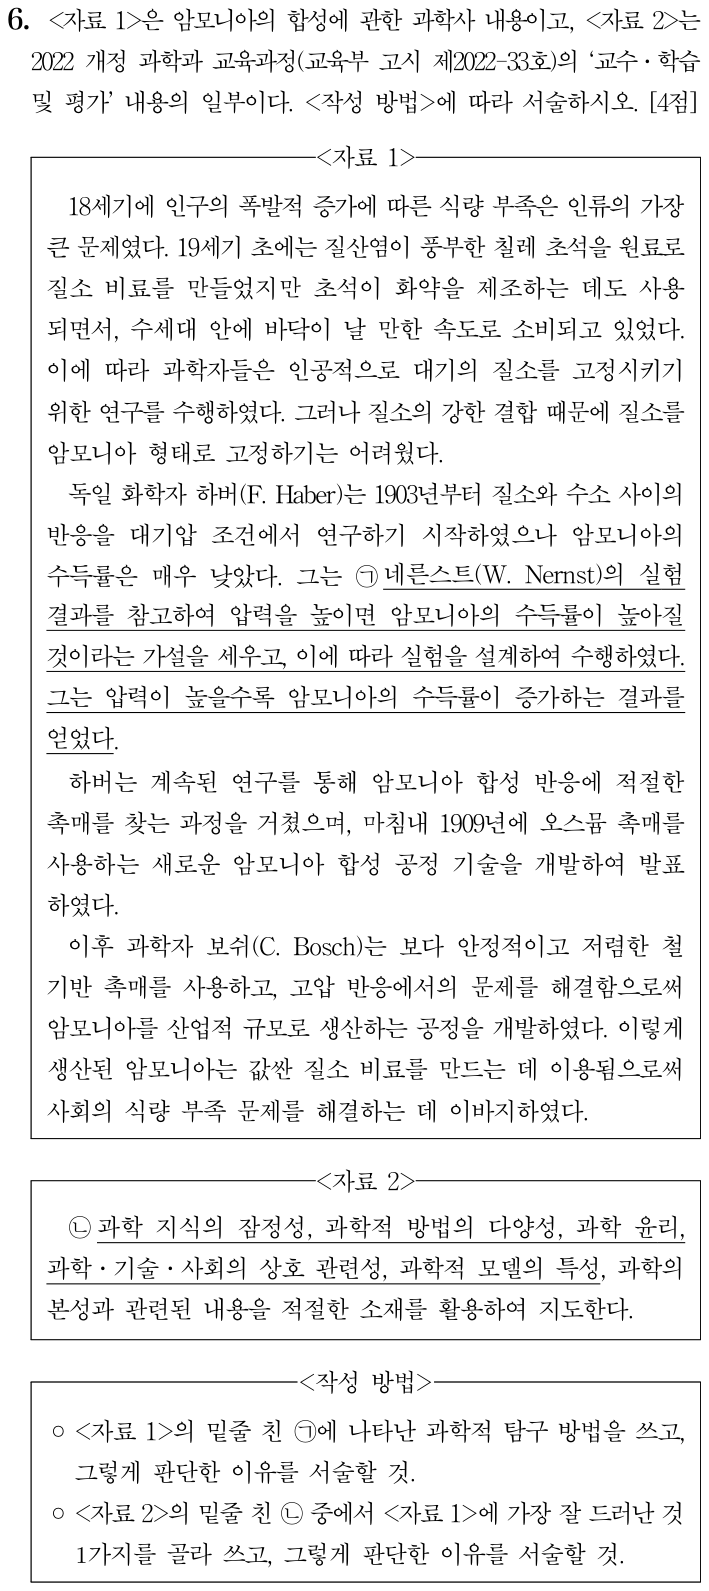 6. <자료 1>은 암모니아의 합성에 관한 과학사 내용이고, <자료 2>는
2022 개정 과학과 교육과정(교육부 고시 제2022-33호)의 ‘교수·학습
및 평가’ 내용의 일부이다. <작성 방법>에 따라 서술하시오. [4점]
<자료 1>
18세기에 인구의 폭발적 증가에 따른 식량 부족은 인류의 가장
큰 문제였다. 19세기 초에는 질산염이 풍부한 칠레 초석을 원료로
질소 비료를 만들었지만 초석이 화약을 제조하는 데도 사용
되면서, 수세대 안에 바닥이 날 만한 속도로 소비되고 있었다.
이에 따라 과학자들은 인공적으로 대기의 질소를 고정시키기
위한 연구를 수행하였다. 그러나 질소의 강한 결합 때문에 질소를
암모니아 형태로 고정하기는 어려웠다.
독일 화학자 하버(F. Haber)는 1903년부터 질소와 수소 사이의
반응을 대기압 조건에서 연구하기 시작하였으나 암모니아의
수득률은 매우 낮았다. 그는 ㉠ 네른스트(W. Nernst)의 실험
결과를 참고하여 압력을 높이면 암모니아의 수득률이 높아질
것이라는 가설을 세우고, 이에 따라 실험을 설계하여 수행하였다.
그는 압력이 높을수록 암모니아의 수득률이 증가하는 결과를
얻었다.
하버는 계속된 연구를 통해 암모니아 합성 반응에 적절한
촉매를 찾는 과정을 거쳤으며, 마침내 1909년에 오스뮴 촉매를
사용하는 새로운 암모니아 합성 공정 기술을 개발하여 발표
하였다.
이후 과학자 보쉬(C. Bosch)는 보다 안정적이고 저렴한 철
기반 촉매를 사용하고, 고압 반응에서의 문제를 해결함으로써
암모니아를 산업적 규모로 생산하는 공정을 개발하였다. 이렇게
생산된 암모니아는 값싼 질소 비료를 만드는 데 이용됨으로써
사회의 식량 부족 문제를 해결하는 데 이바지하였다.
<자료 2>
㉡ 과학 지식의 잠정성, 과학적 방법의 다양성, 과학 윤리,
과학·기술·사회의 상호 관련성, 과학적 모델의 특성, 과학의
본성과 관련된 내용을 적절한 소재를 활용하여 지도한다.
<작성 방법>
○ <자료 1>의 밑줄 친 ㉠에 나타난 과학적 탐구 방법을 쓰고,
그렇게 판단한 이유를 서술할 것.
○ <자료 2>의 밑줄 친 ㉡ 중에서 <자료 1>에 가장 잘 드러난 것
1가지를 골라 쓰고, 그렇게 판단한 이유를 서술할 것.